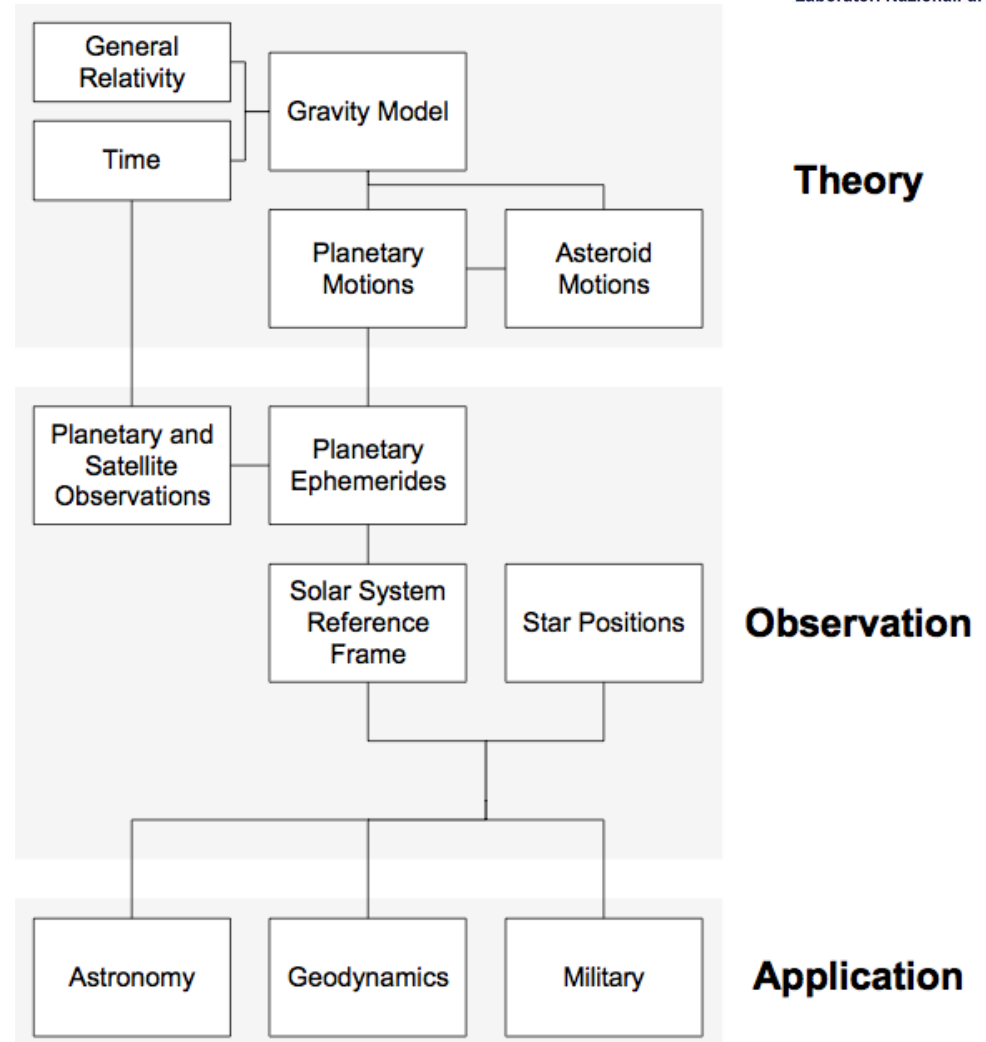 General
Relativity
Gravity Model
Time
Theory
Planetary
Motions
Asteroid
Motions
Planetary and
Satellite
Observations
Planetary
Ephemerides
Solar System
Reference
Frame
Star Positions
Observation
Astronomy
Geodynamics
Military
Application